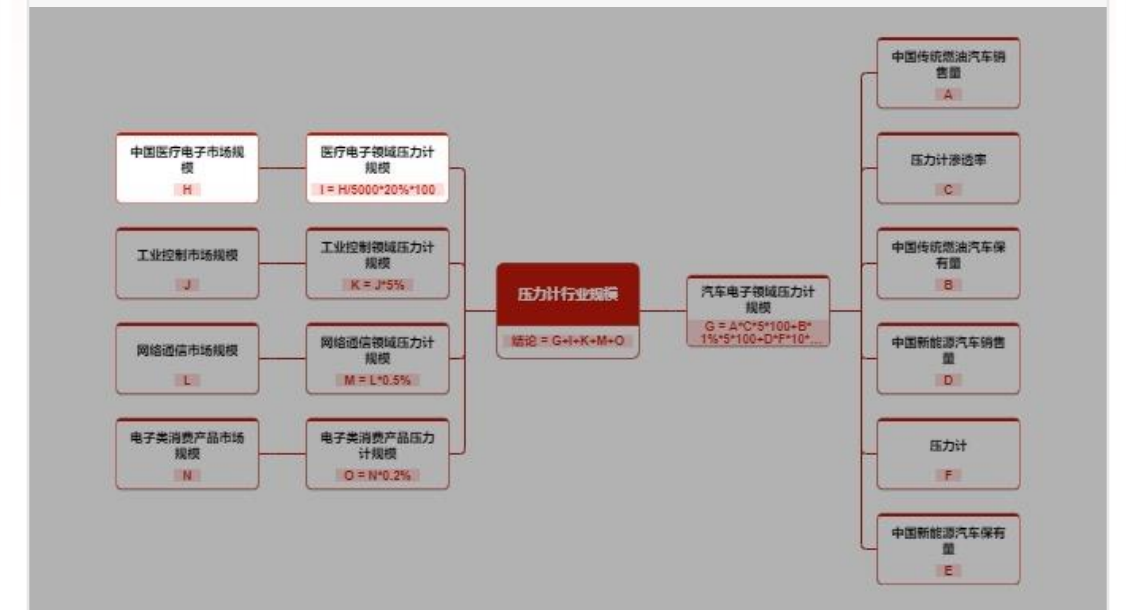 中国医疗电子市场规
模
H
医疗电子领域压力计
规模
I = H/5000*20%*100
工业控制市场规模
J
工业控制领域压力计
规模
K = J*5%
网络通信市场规模
L
网络通信领域压力计
规模
M = L*0.5%
电子类消费产品市场
规模
N
电子类消费产品压力
计规模
O = N*0.2%
压力计行业规模
结论 = G+I+K+M+O
汽车电子领域压力计
规模
G = A*C*5*100+B*
1%*5*100+D*F*10*...
中国传统燃油汽车销
售量
A
压力计渗透率
C
中国传统燃油汽车保
有量
B
中国新能源汽车销售
量
D
压力计
F
中国新能源汽车保有
量
E